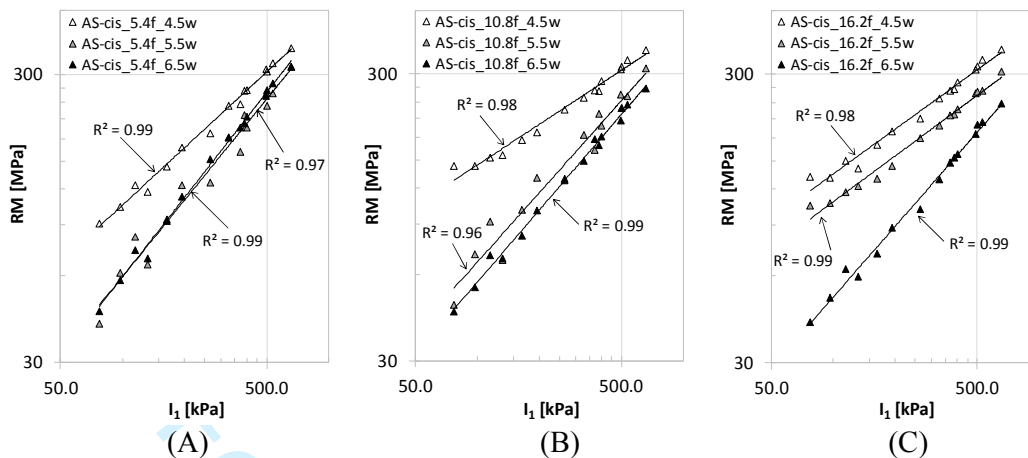 AS-cis_5.4f_4.5w
AS-cis_5.4f_5.5w
AS-cis_5.4f_6.5w
300
30
RM [MPa]
R² = 0.99
R² = 0.97
R² = 0.99
50.0
500.0
I₁ [kPa]
(A)
AS-cis_10.8f_4.5w
AS-cis_10.8f_5.5w
AS-cis_10.8f_6.5w
300
30
RM [MPa]
R² = 0.98
R² = 0.96
R² = 0.99
50.0
500.0
I₁ [kPa]
(B)
AS-cis_16.2f_4.5w
AS-cis_16.2f_5.5w
AS-cis_16.2f_6.5w
300
30
RM [MPa]
R² = 0.98
R² = 0.99
R² = 0.99
50.0
500.0
I₁ [kPa]
(C)